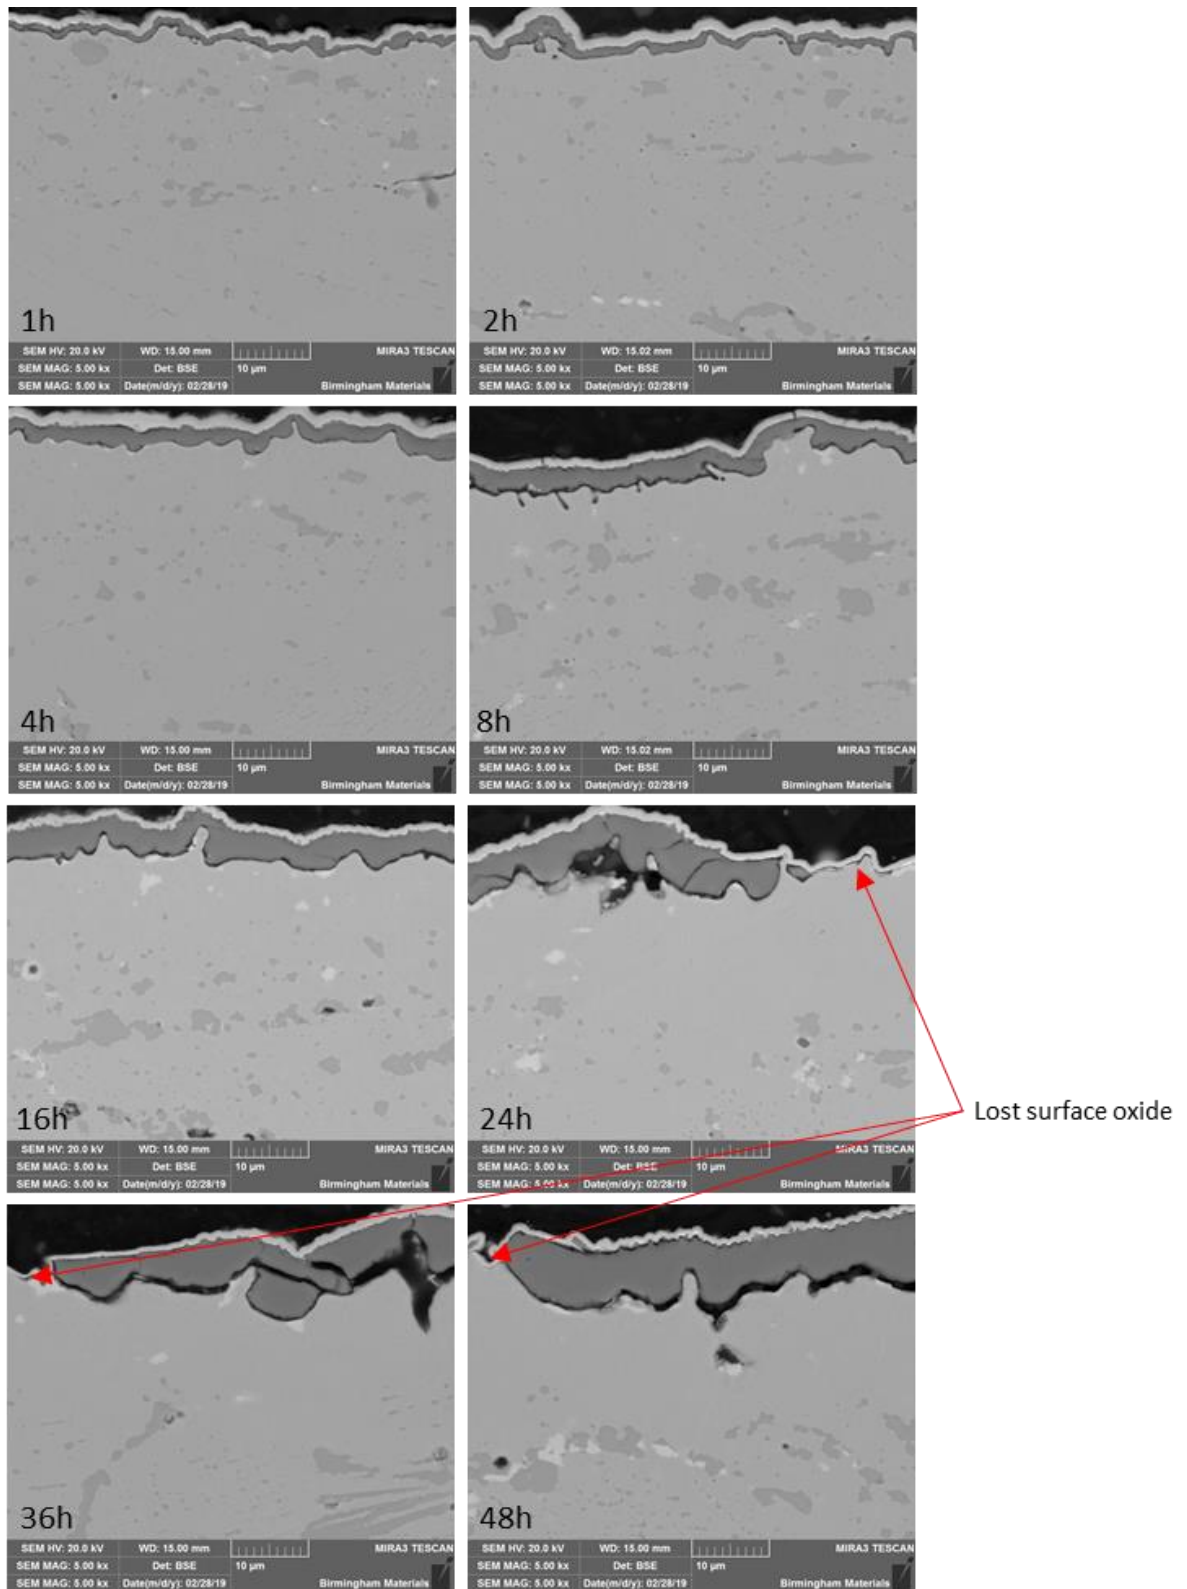 1h
SEM HV: 20.0 kV WD: 15.00 mm MIRA3 TESCAN
SEM MAG: 5.00 kx Det: BSE 10 µm
SEM MAG: 5.00 kx Date(m/d/y): 02/28/19 Birmingham Materials
2h
SEM HV: 20.0 kV WD: 15.02 mm MIRA3 TESCAN
SEM MAG: 5.00 kx Det: BSE 10 µm
SEM MAG: 5.00 kx Date(m/d/y): 02/28/19 Birmingham Materials
4h
SEM HV: 20.0 kV WD: 15.00 mm MIRA3 TESCAN
SEM MAG: 5.00 kx Det: BSE 10 µm
SEM MAG: 5.00 kx Date(m/d/y): 02/28/19 Birmingham Materials
8h
SEM HV: 20.0 kV WD: 15.02 mm MIRA3 TESCAN
SEM MAG: 5.00 kx Det: BSE 10 µm
SEM MAG: 5.00 kx Date(m/d/y): 02/28/19 Birmingham Materials
16h
SEM HV: 20.0 kV WD: 15.00 mm MIRA3 TESCAN
SEM MAG: 5.00 kx Det: BSE 10 µm
SEM MAG: 5.00 kx Date(m/d/y): 02/28/19 Birmingham Materials
24h
SEM HV: 20.0 kV WD: 15.00 mm MIRA3 TESCAN
SEM MAG: 5.00 kx Det: BSE 10 µm
SEM MAG: 5.00 kx Date(m/d/y): 02/28/19 Birmingham Materials
Lost surface oxide
36h
SEM HV: 20.0 kV WD: 15.00 mm MIRA3 TESCAN
SEM MAG: 5.00 kx Det: BSE 10 µm
SEM MAG: 5.00 kx Date(m/d/y): 02/28/19 Birmingham Materials
48h
SEM HV: 20.0 kV WD: 15.00 mm MIRA3 TESCAN
SEM MAG: 5.00 kx Det: BSE 10 µm
SEM MAG: 5.00 kx Date(m/d/y): 02/28/19 Birmingham Materials